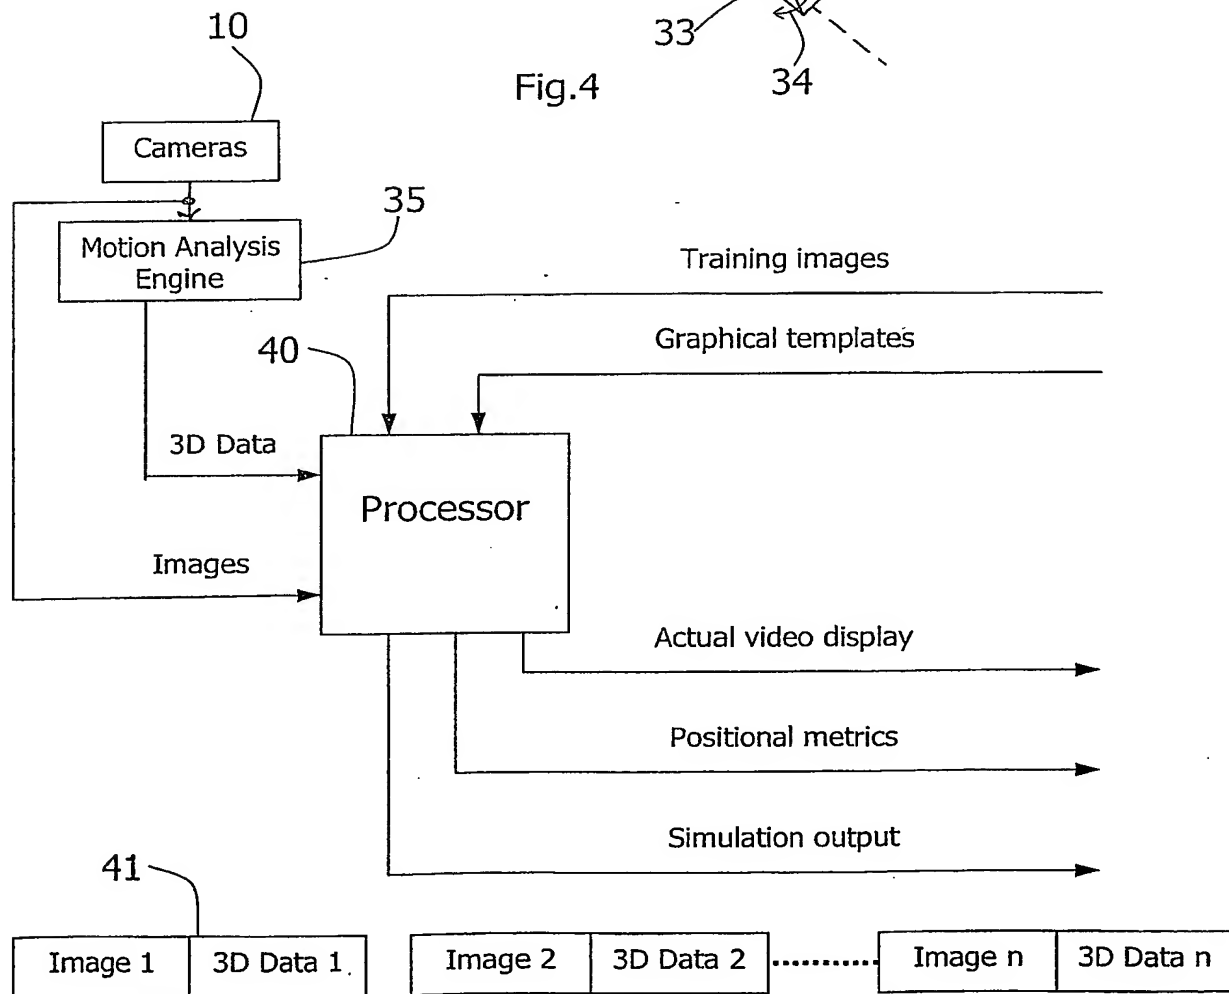 10
33
34
Fig.4
Cameras
35
Motion Analysis
Engine
Training images
Graphical templates
40
3D Data
Processor
Images
Actual video display
Positional metrics
Simulation output
41
Image 1 3D Data 1 Image 2 3D Data 2 Image n 3D Data n